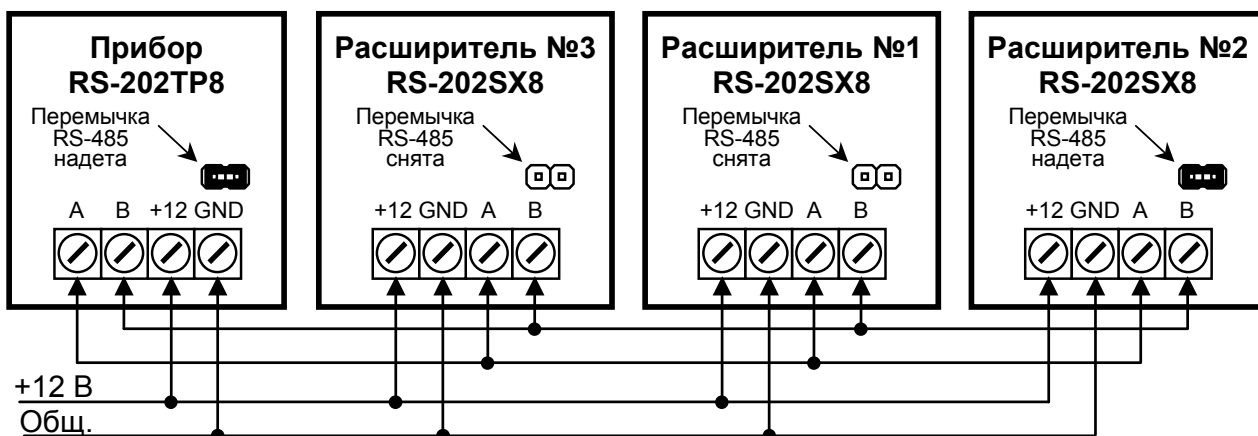 Прибор
RS-202TP8
Перемычка
RS-485
надета
A B +12 GND
Расширитель №3
RS-202SX8
Перемычка
RS-485
снята
+12 GND A B
Расширитель №1
RS-202SX8
Перемычка
RS-485
снята
+12 GND A B
Расширитель №2
RS-202SX8
Перемычка
RS-485
надета
+12 GND A B
+12 В
Общ.